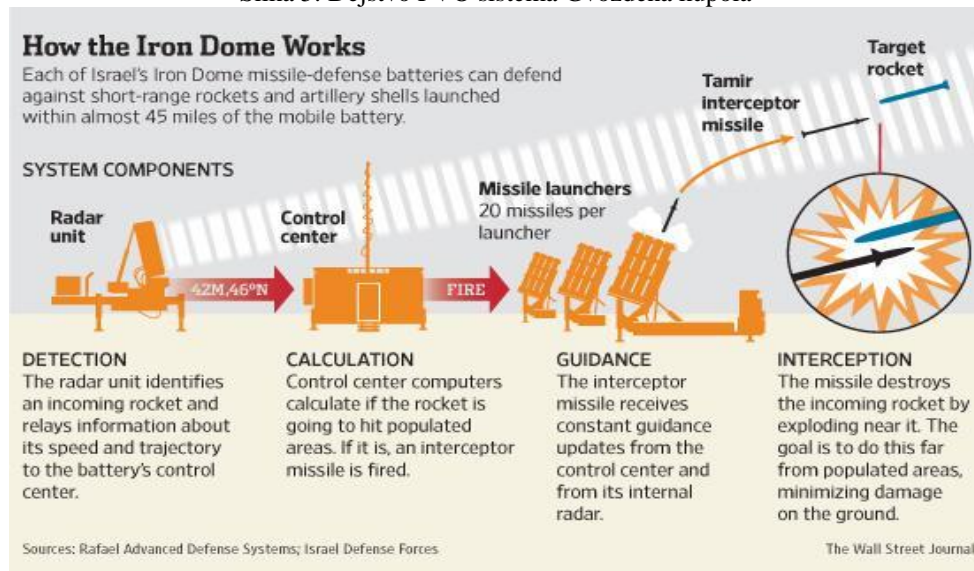 How the Iron Dome Works
Each of Israel's Iron Dome missile-defense batteries can defend
against short-range rockets and artillery shells launched
within almost 45 miles of the mobile battery.
Target
rocket
Tamir
interceptor
missile
SYSTEM COMPONENTS
Radar
unit
Control
center
Missile launchers
20 missiles per
launcher
42M,46°N
FIRE
DETECTION
The radar unit identifies
an incoming rocket and
relays information about
its speed and trajectory
to the battery's control
center.
CALCULATION
Control center computers
calculate if the rocket is
going to hit populated
areas. If it is, an interceptor
missile is fired.
GUIDANCE
The interceptor
missile receives
constant guidance
updates from the
control center and
from its internal
radar.
INTERCEPTION
The missile destroys
the incoming rocket by
exploding near it. The
goal is to do this far
from populated areas,
minimizing damage
on the ground.
Sources: Rafael Advanced Defense Systems; Israel Defense Forces
The Wall Street Journal